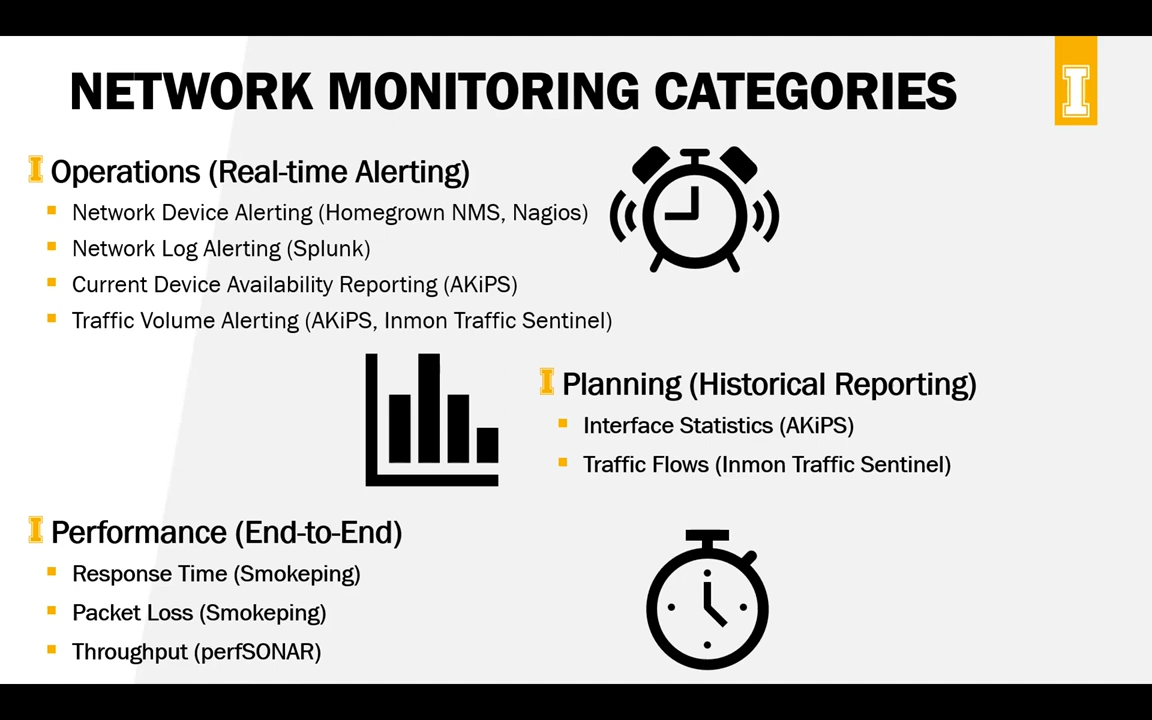 NETWORK MONITORING CATEGORIES
I
Operations (Real-time Alerting)
Network Device Alerting (Homegrown NMS, Nagios)
Network Log Alerting (Splunk)
Current Device Availability Reporting (AKiPS)
Traffic Volume Alerting (AKiPS, Inmon Traffic Sentinel)
Planning (Historical Reporting)
Interface Statistics (AKiPS)
Traffic Flows (Inmon Traffic Sentinel)
Performance (End-to-End)
Response Time (Smokeping)
Packet Loss (Smokeping)
Throughput (perfSONAR)